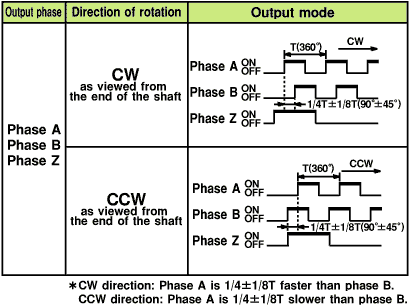 Output phase
Direction of rotation
Output mode
Phase A
Phase B
Phase Z
CW
as viewed from
the end of the shaft
T(360°)
CW
Phase A ON
OFF
Phase B ON
OFF
1/4T±1/8T(90°±45°)
Phase Z ON
OFF
CCW
as viewed from
the end of the shaft
T(360°)
CCW
Phase A ON
OFF
Phase B ON
OFF
1/4T±1/8T(90°±45°)
Phase Z ON
OFF
*CW direction: Phase A is 1/4±1/8T faster than phase B.
CCW direction: Phase A is 1/4±1/8T slower than phase B.